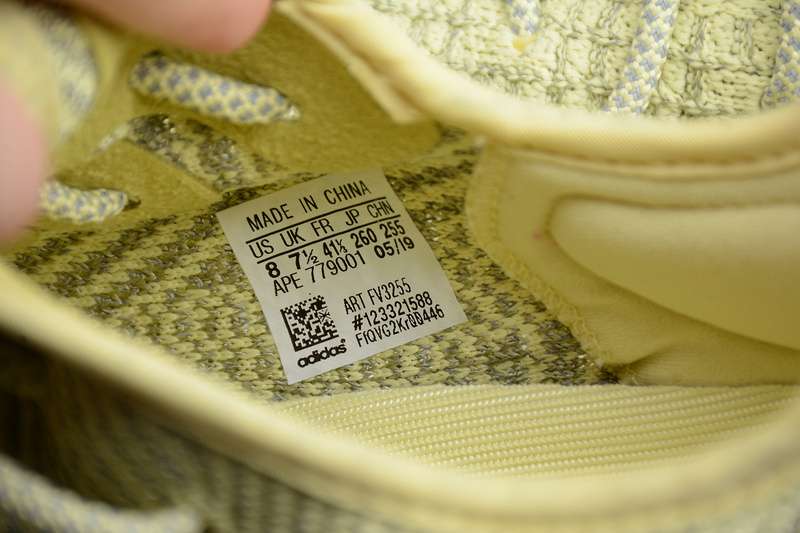 MADE IN CHINA
US UK FR JP CHN
8 7½ 41⅓ 260 255
APE 779001 05/19
ART FV3255
#123321588
FfQVG2KrDD446
adidas